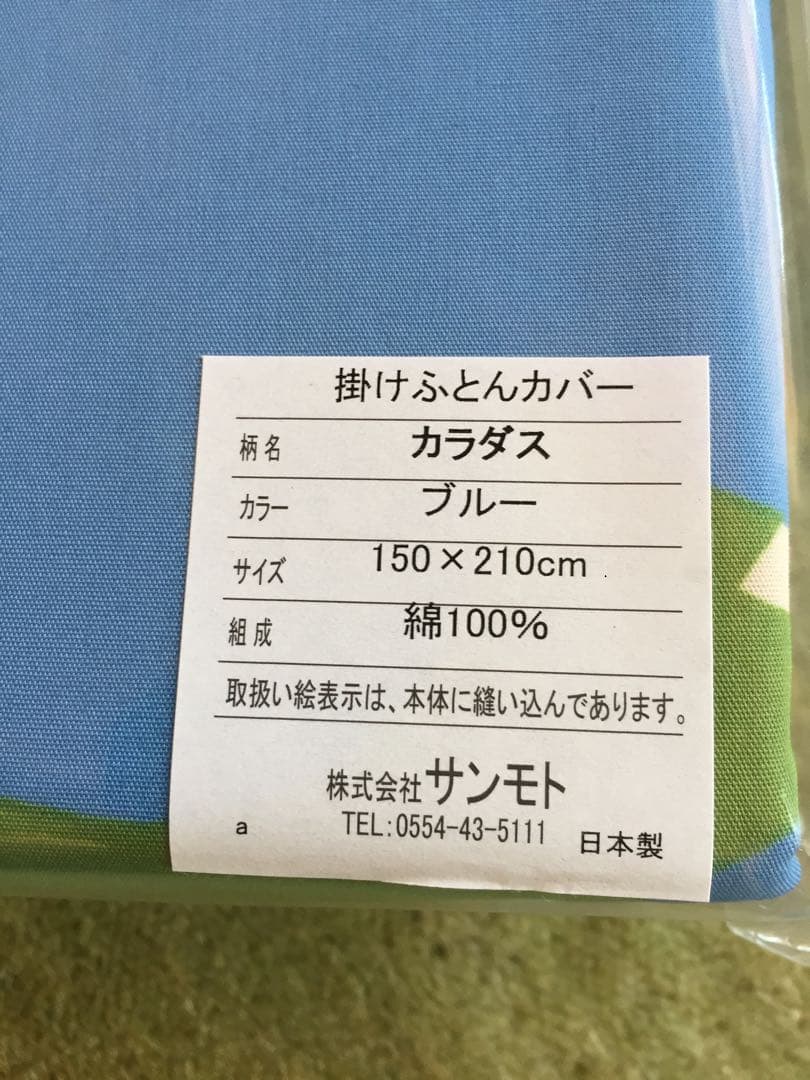 掛けふとんカバー
柄名 カラダス
カラー ブルー
サイズ 150×210cm
組成 綿100%
取扱い絵表示は、本体に縫い込んであります。
株式会社サンモト
a TEL:0554-43-5111 日本製